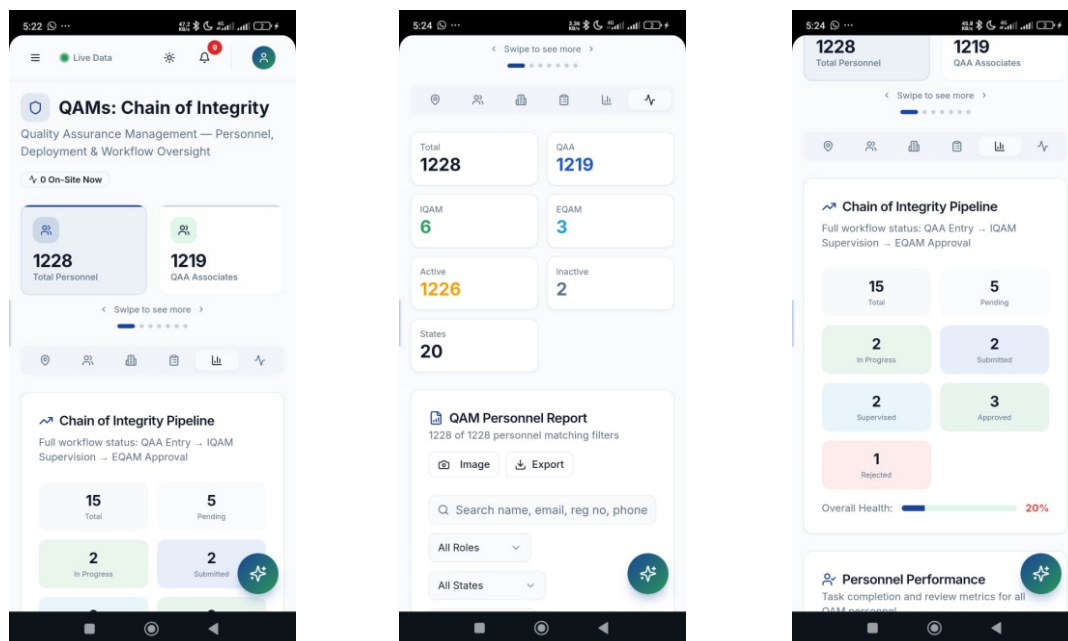 5:22
Live Data
9
QAMs: Chain of Integrity
Quality Assurance Management — Personnel,
Deployment & Workflow Oversight
0 On-Site Now
1228
Total Personnel
1219
QAA Associates
Swipe to see more
Chain of Integrity Pipeline
Full workflow status: QAA Entry → IQAM
Supervision → EQAM Approval
15
Total
5
Pending
2
In Progress
2
Submitted
5:24
Swipe to see more
Total
1228
QAA
1219
IQAM
6
EQAM
3
Active
1226
Inactive
2
States
20
QAM Personnel Report
1228 of 1228 personnel matching filters
Image
Export
Search name, email, reg no, phone
All Roles
All States
5:24
1228
Total Personnel
1219
QAA Associates
Swipe to see more
Chain of Integrity Pipeline
Full workflow status: QAA Entry → IQAM
Supervision → EQAM Approval
15
Total
5
Pending
2
In Progress
2
Submitted
2
Supervised
3
Approved
1
Rejected
Overall Health:
20%
Personnel Performance
Task completion and review metrics for all
QAM personnel